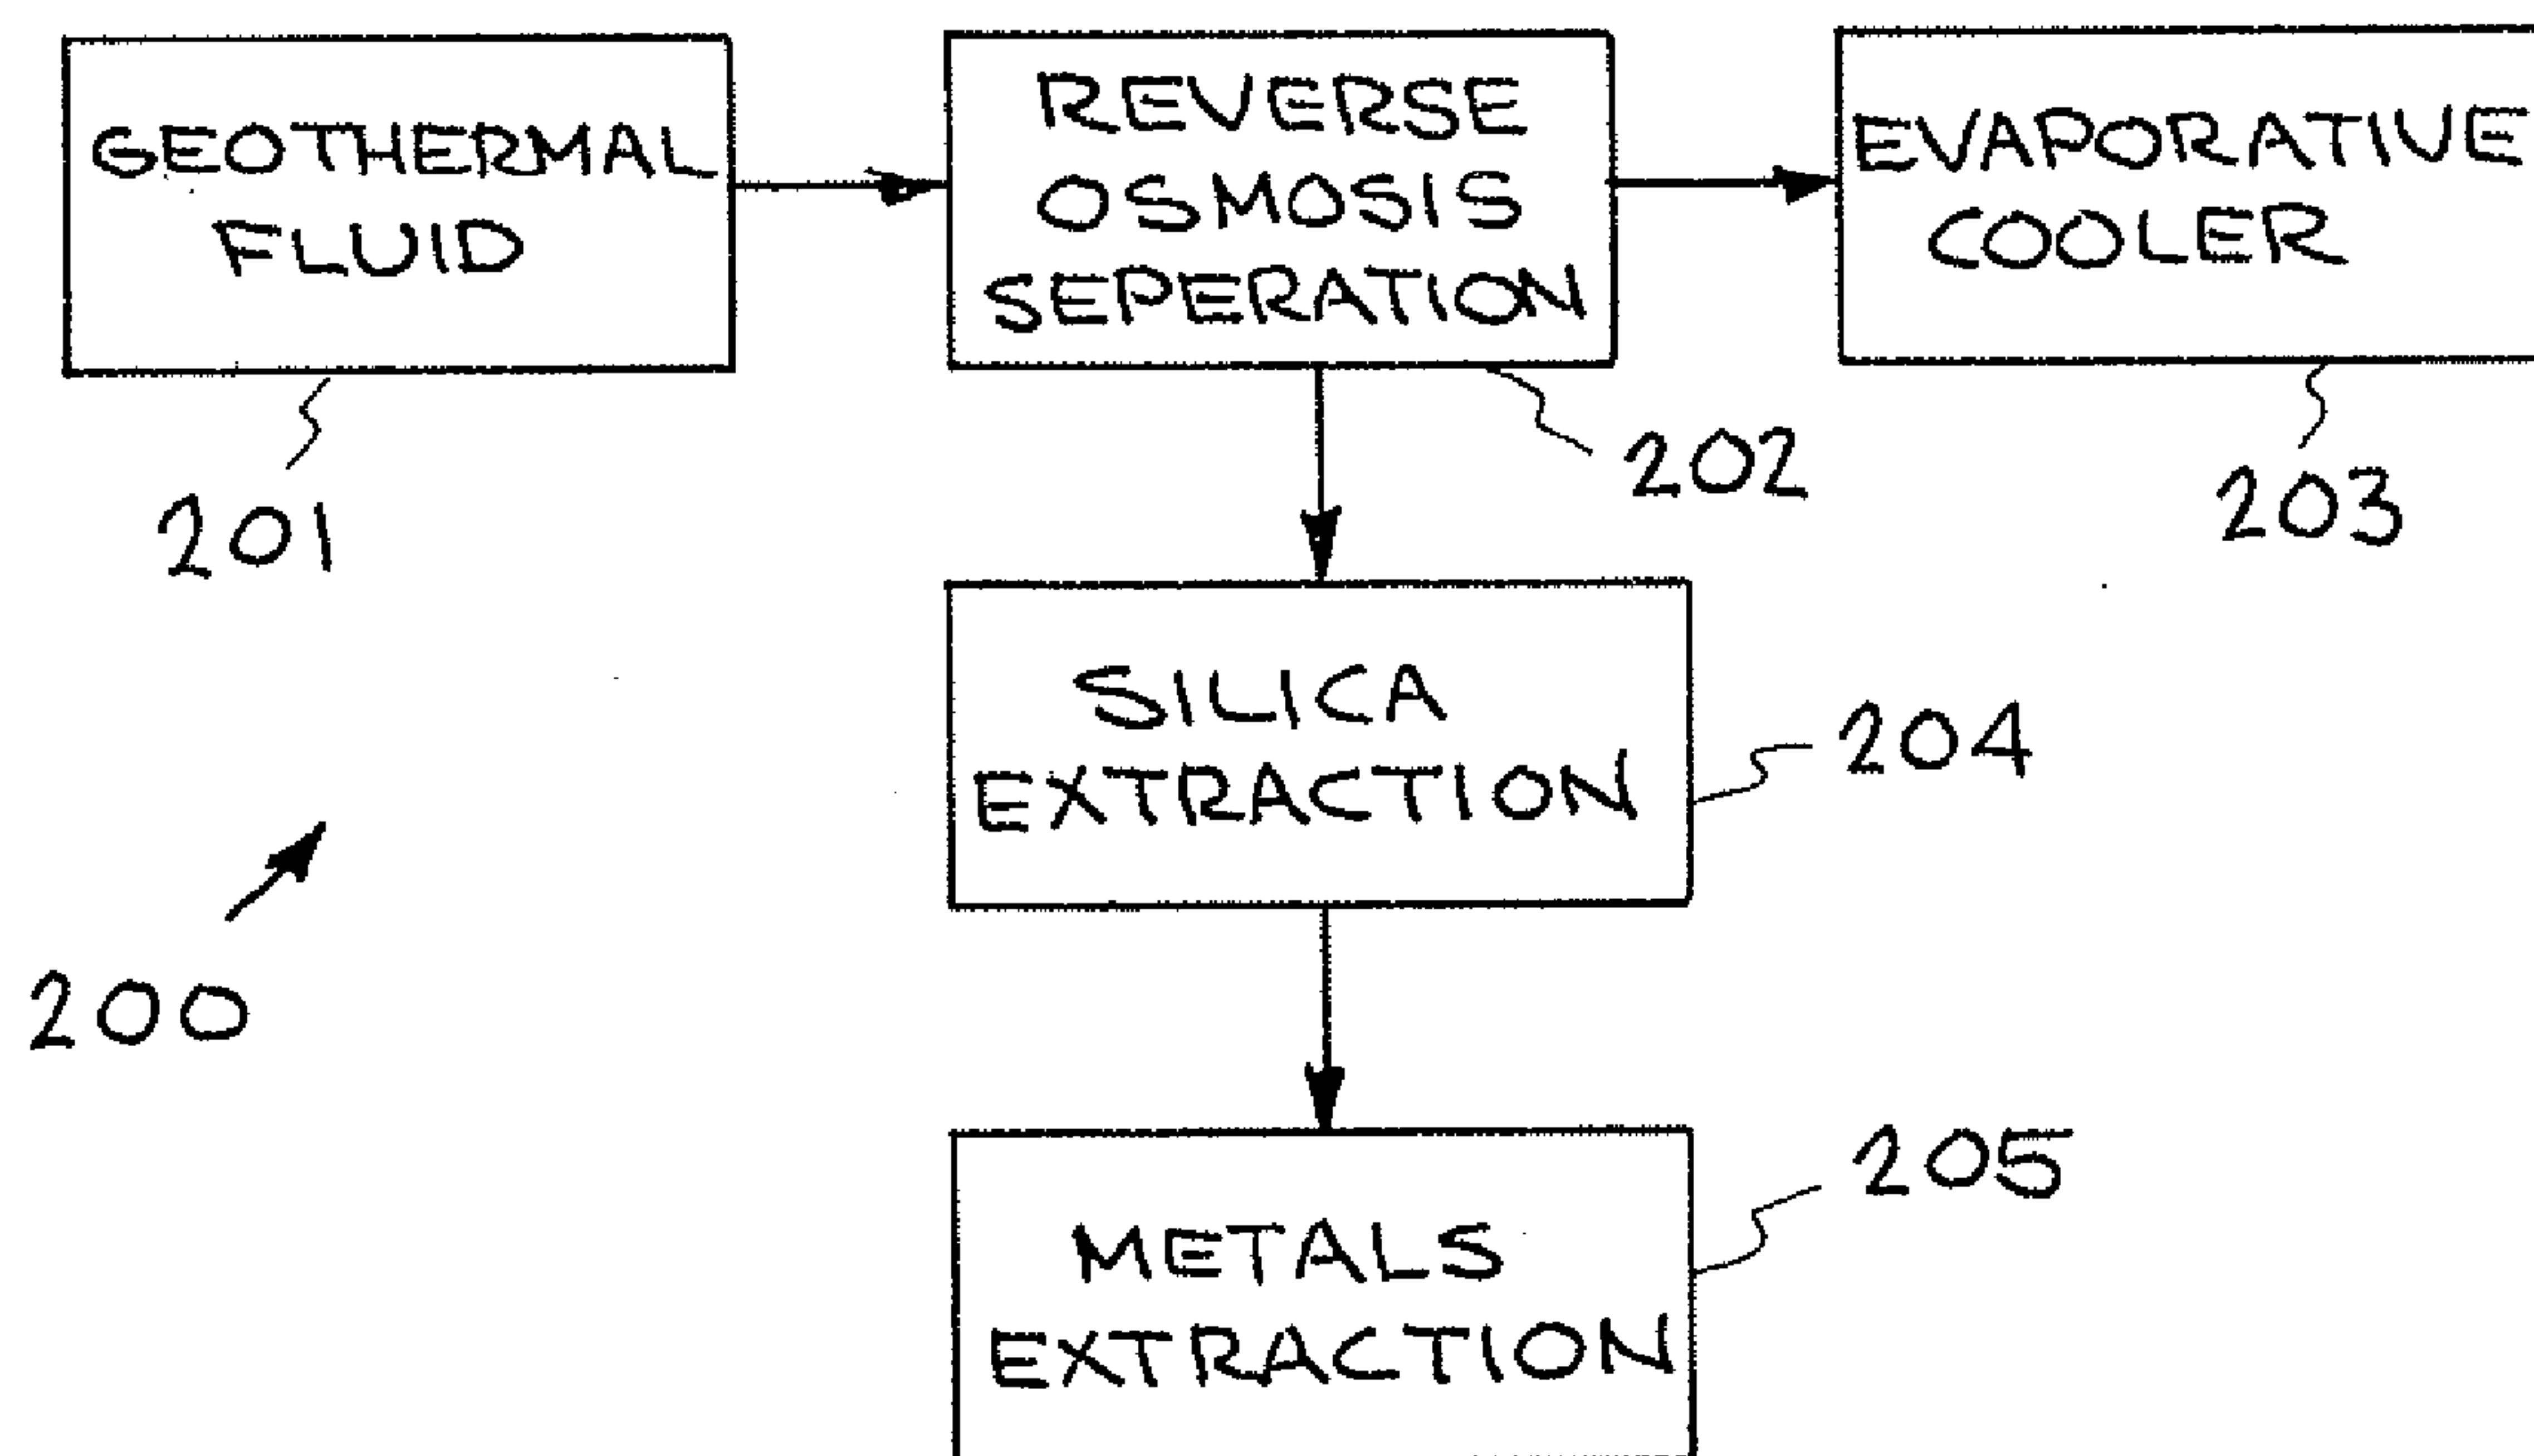 GEOTHERMAL
FLUID
201
REVERSE
OSMOSIS
SEPERATION
202
EVAPORATIVE
COOLER
203
SILICA
EXTRACTION
204
200
METALS
EXTRACTION
205